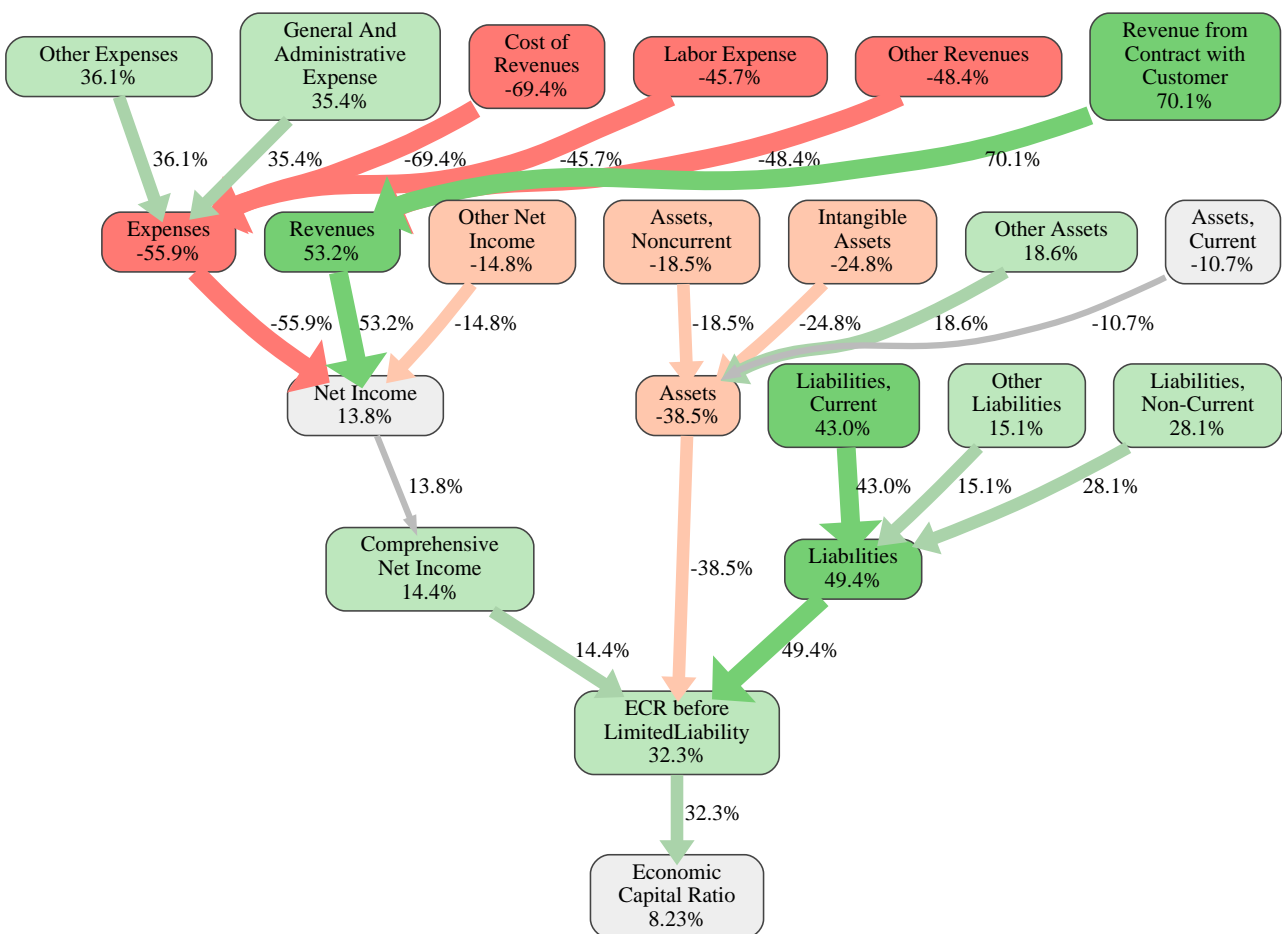 Other Expenses
36.1%
General And
Administrative
Expense
35.4%
Cost of
Revenues
-69.4%
Labor Expense
-45.7%
Other Revenues
-48.4%
Revenue from
Contract with
Customer
70.1%
36.1%
35.4%
-69.4%
-45.7%
-48.4%
70.1%
Expenses
-55.9%
Revenues
53.2%
Other Net
Income
-14.8%
Assets,
Noncurrent
-18.5%
Intangible
Assets
-24.8%
Other Assets
18.6%
Assets,
Current
-10.7%
-55.9%
53.2%
-14.8%
-18.5%
-24.8%
18.6%
-10.7%
Net Income
13.8%
Assets
-38.5%
Liabilities,
Current
43.0%
Other
Liabilities
15.1%
Liabilities,
Non-Current
28.1%
13.8%
-38.5%
43.0%
15.1%
28.1%
Comprehensive
Net Income
14.4%
Liabilities
49.4%
14.4%
49.4%
ECR before
LimitedLiability
32.3%
32.3%
Economic
Capital Ratio
8.23%